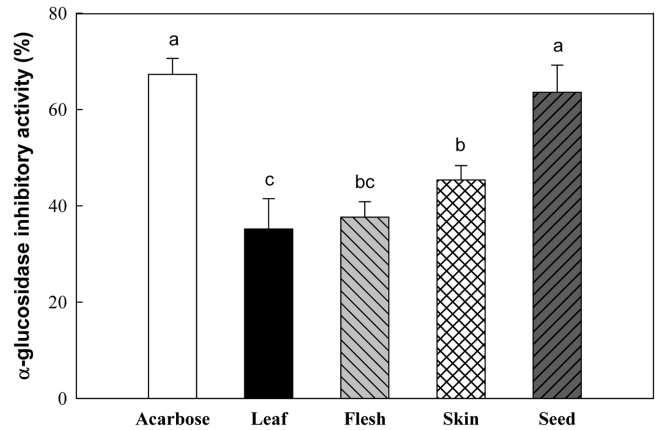 α-glucosidase inhibitory activity (%)
80
60
40
20
0
a
c
bc
b
a
Acarbose Leaf Flesh Skin Seed